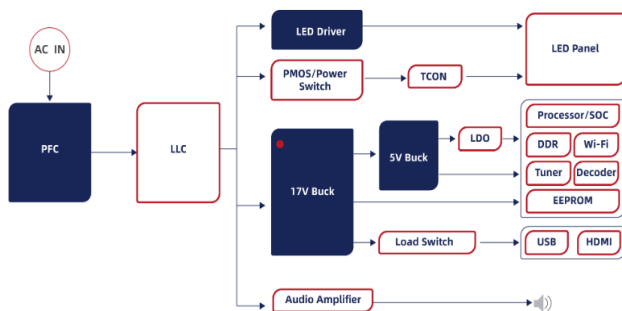 AC IN
PFC
LLC
LED Driver
PMOS/Power
Switch
TCON
LED Panel
17V Buck
5V Buck
LDO
Processor/SOC
DDR
Wi-Fi
Tuner
Decoder
EEPROM
Load Switch
USB
HDMI
Audio Amplifier